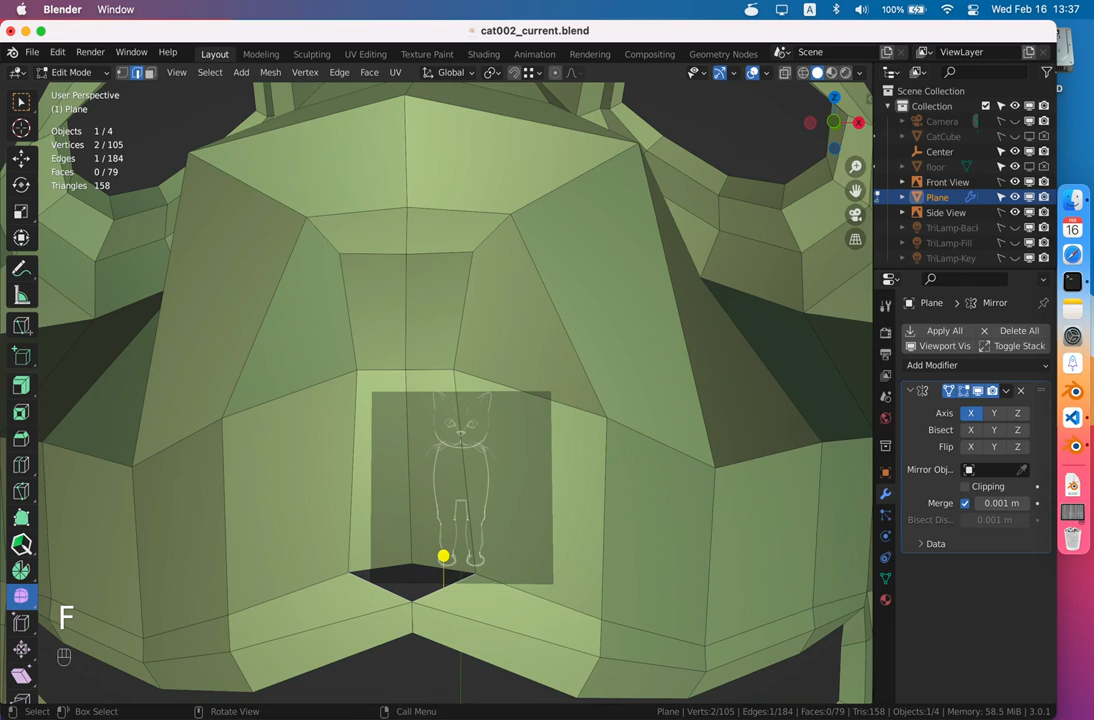 Blender Window
100% Wed Feb 16 13:37
cat002_current.blend
File Edit Render Window Help Layout Modeling Sculpting UV Editing Texture Paint Shading Animation Rendering Compositing Geometry Nodes Scene ViewLayer
Edit Mode View Select Add Mesh Vertex Edge Face UV Global
User Perspective
(1) Plane
Objects 1/4
Vertices 2/105
Edges 1/184
Faces 0/79
Triangles 158
Z
X
F
Scene Collection
Collection
Camera
CatCube
Center
floor
Front View
Plane
Side View
TriLamp-Back
TriLamp-Fill
TriLamp-Key
Plane > Mirror
Apply All Delete All
Viewport Vis Toggle Stack
Add Modifier
Axis X Y Z
Bisect X Y Z
Flip X Y Z
Mirror Obj...
Clipping
Merge 0.001 m
Bisect Dis... 0.001 m
Data
FEB
16
Select Box Select Rotate View Call Menu Plane | Verts:2/105 | Edges:1/184 | Faces:0/79 | Tris:158 | Objects:1/4 | Memory: 58.5 MiB | 3.0.1